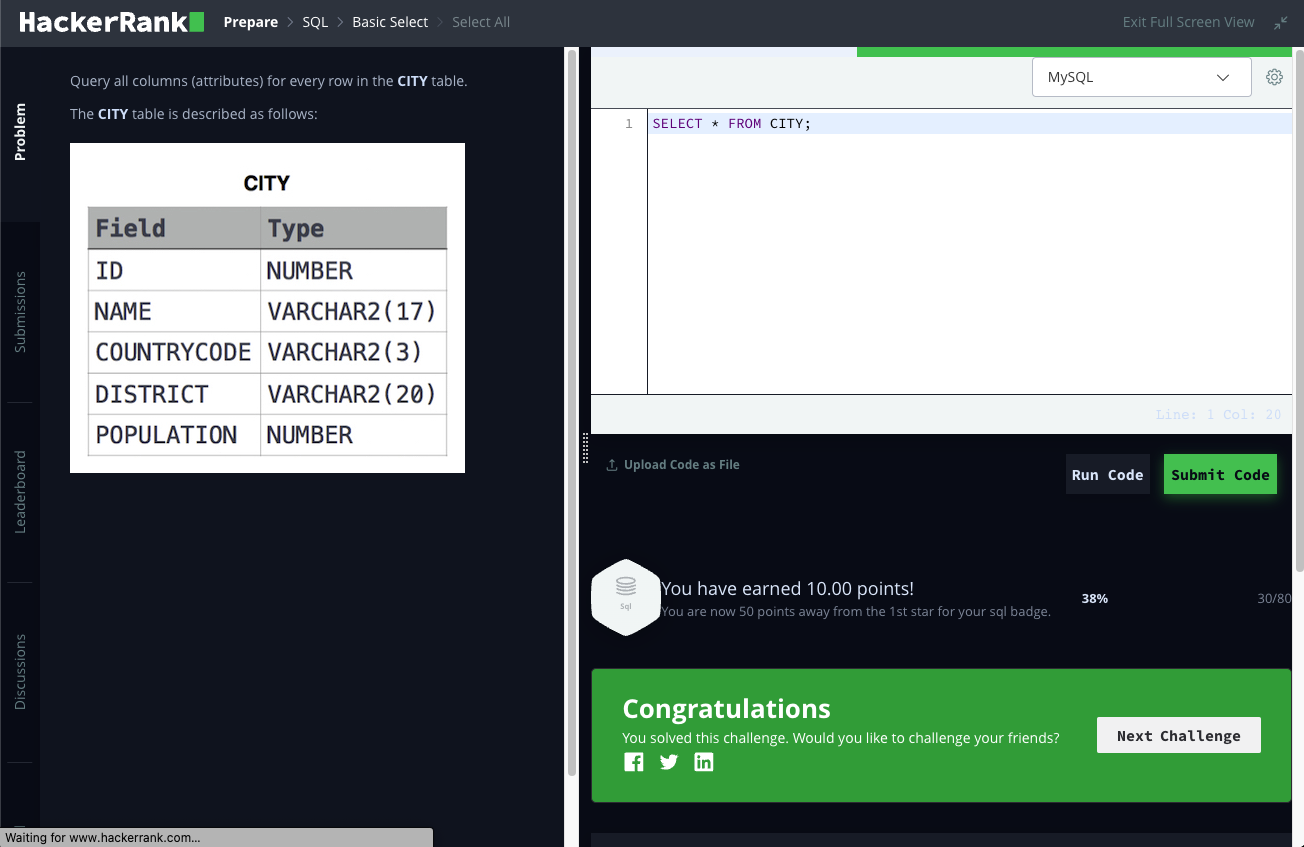 HackerRank
Prepare > SQL > Basic Select > Select All
Exit Full Screen View
Problem
Submissions
Leaderboard
Discussions
Query all columns (attributes) for every row in the CITY table.
The CITY table is described as follows:
CITY
Field Type
ID NUMBER
NAME VARCHAR2(17)
COUNTRYCODE VARCHAR2(3)
DISTRICT VARCHAR2(20)
POPULATION NUMBER
MySQL
1 SELECT * FROM CITY;
Line: 1 Col: 20
Upload Code as File
Run Code
Submit Code
Sql
You have earned 10.00 points!
You are now 50 points away from the 1st star for your sql badge.
38%
30/80
Congratulations
You solved this challenge. Would you like to challenge your friends?
Next Challenge
Waiting for www.hackerrank.com...